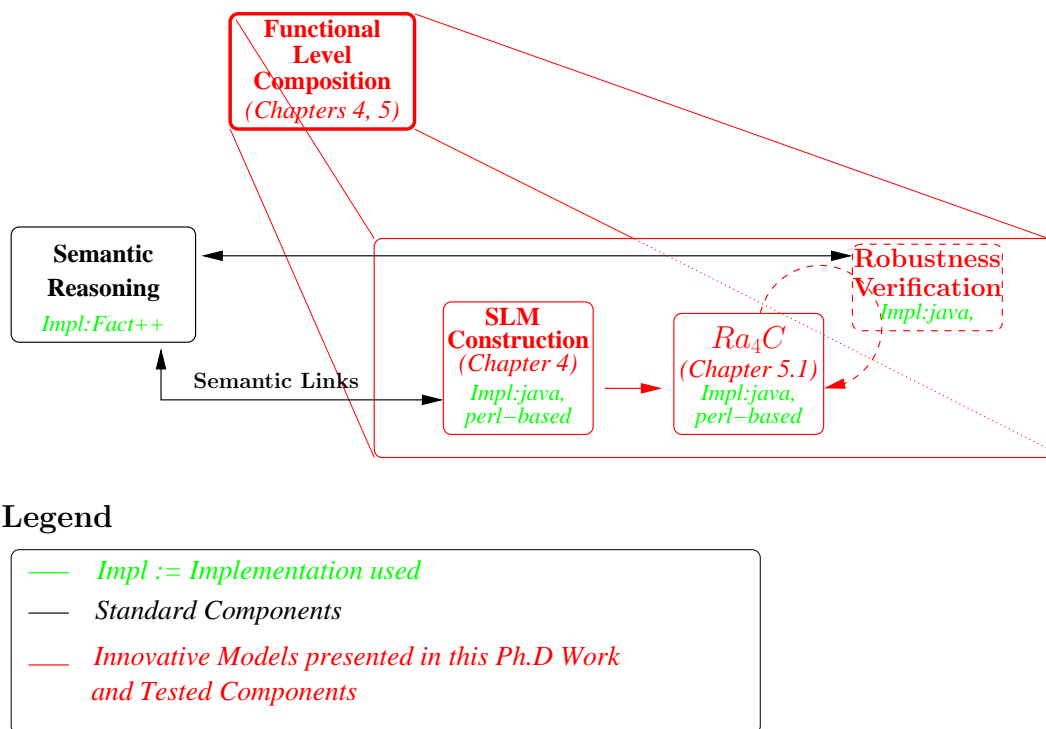 Functional
Level
Composition
(Chapters 4, 5)
Semantic
Reasoning
Impl:Fact++
Semantic Links
SLM
Construction
(Chapter 4)
Impl:java,
perl−based
Ra₄C
(Chapter 5.1)
Impl:java,
perl−based
Robustness
Verification
Impl:java,
Legend
Impl := Implementation used
Standard Components
Innovative Models presented in this Ph.D Work
and Tested Components